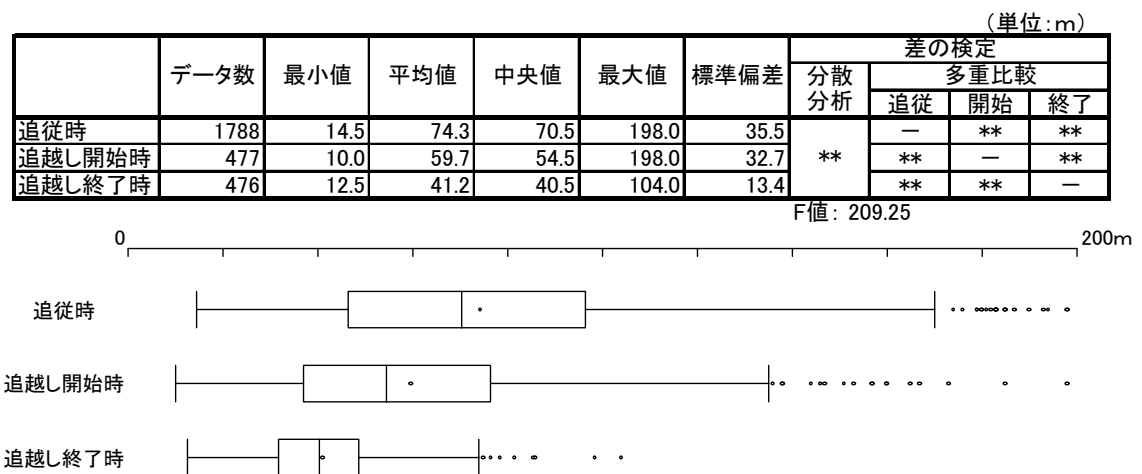 （単位：m）
差の検定
データ数 最小値 平均値 中央値 最大値 標準偏差 分散分析 多重比較
追従 開始 終了
追従時 1788 14.5 74.3 70.5 198.0 35.5 ** － ** **
追越し開始時 477 10.0 59.7 54.5 198.0 32.7 ** － **
追越し終了時 476 12.5 41.2 40.5 104.0 13.4 ** ** －
F値： 209.25
0 200m
追従時
追越し開始時
追越し終了時